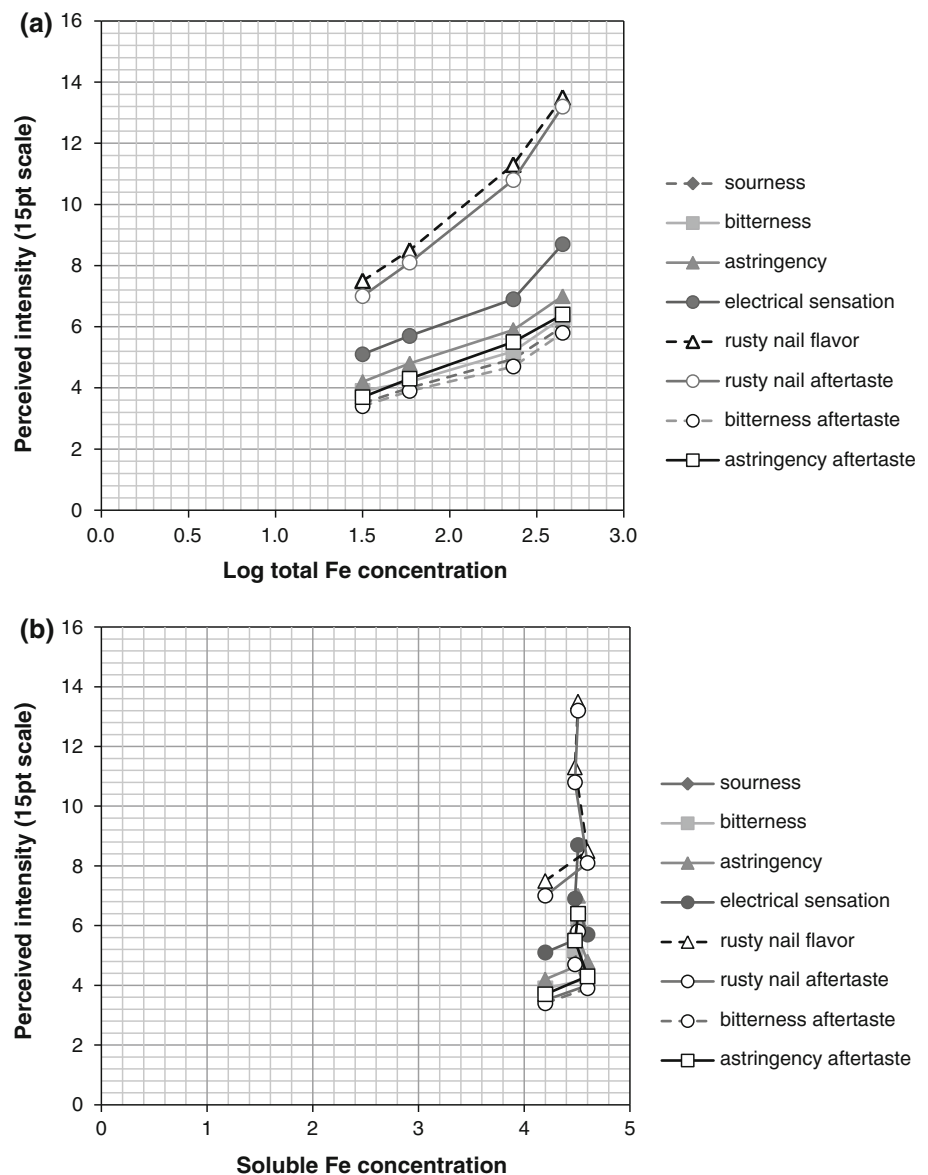 (a)
16
14
12
10
8
6
4
2
0
Perceived intensity (15pt scale)
0.0 0.5 1.0 1.5 2.0 2.5 3.0
Log total Fe concentration
sourness
bitterness
astringency
electrical sensation
rusty nail flavor
rusty nail aftertaste
bitterness aftertaste
astringency aftertaste
(b)
16
14
12
10
8
6
4
2
0
Perceived intensity (15pt scale)
0 1 2 3 4 5
Soluble Fe concentration
sourness
bitterness
astringency
electrical sensation
rusty nail flavor
rusty nail aftertaste
bitterness aftertaste
astringency aftertaste